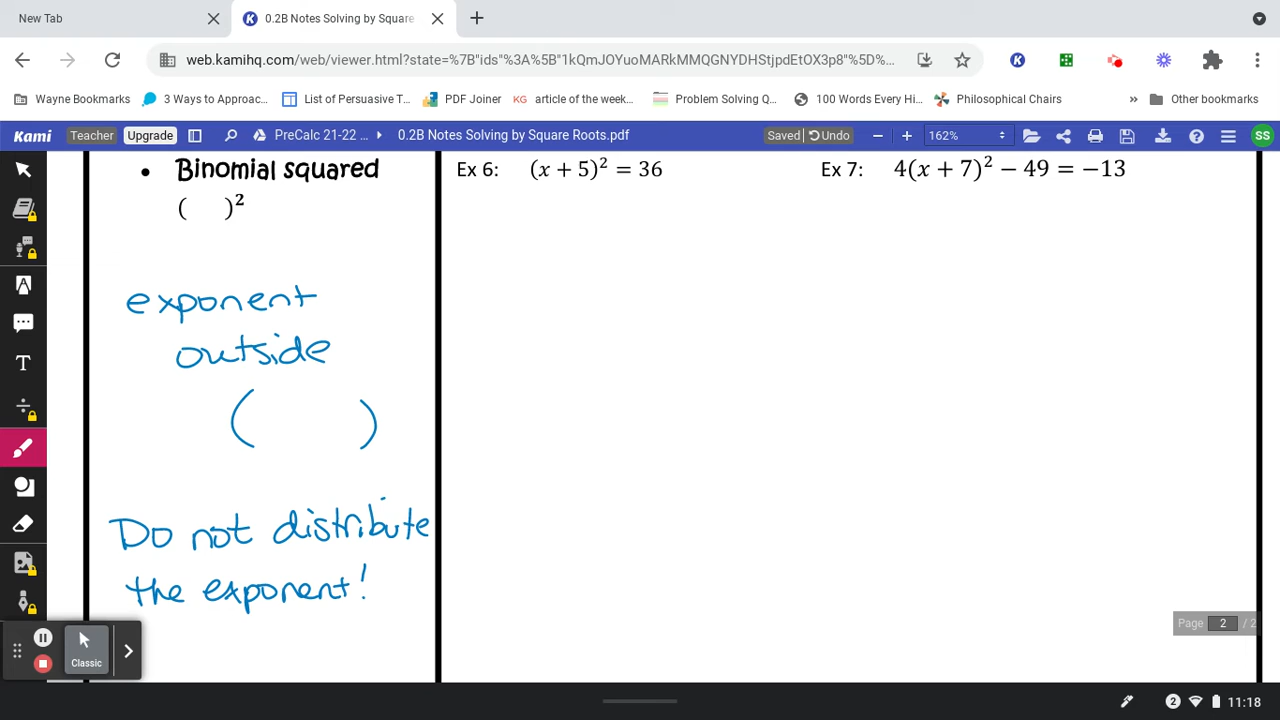 New Tab
0.2B Notes Solving by Square
web.kamihq.com/web/viewer.html?state=%7B"ids"%3A%5B"1kQmJOYuoMARkMMQGNYDHStjpdEtOX3p8"%5D%E...
Wayne Bookmarks
3 Ways to Approac...
List of Persuasive T...
PDF Joiner
KG article of the week...
Problem Solving Q...
100 Words Every Hi...
Philosophical Chairs
»
Other bookmarks
Kami
Teacher
Upgrade
PreCalc 21-22 ...
0.2B Notes Solving by Square Roots.pdf
Saved
Undo
162%
SS
• Binomial squared
( )²
exponent
outside
( )
Do not distribute
the exponent!
Ex 6: (x + 5)² = 36
Ex 7: 4(x + 7)² − 49 = −13
Page 2 / 2
Classic
2
11:18